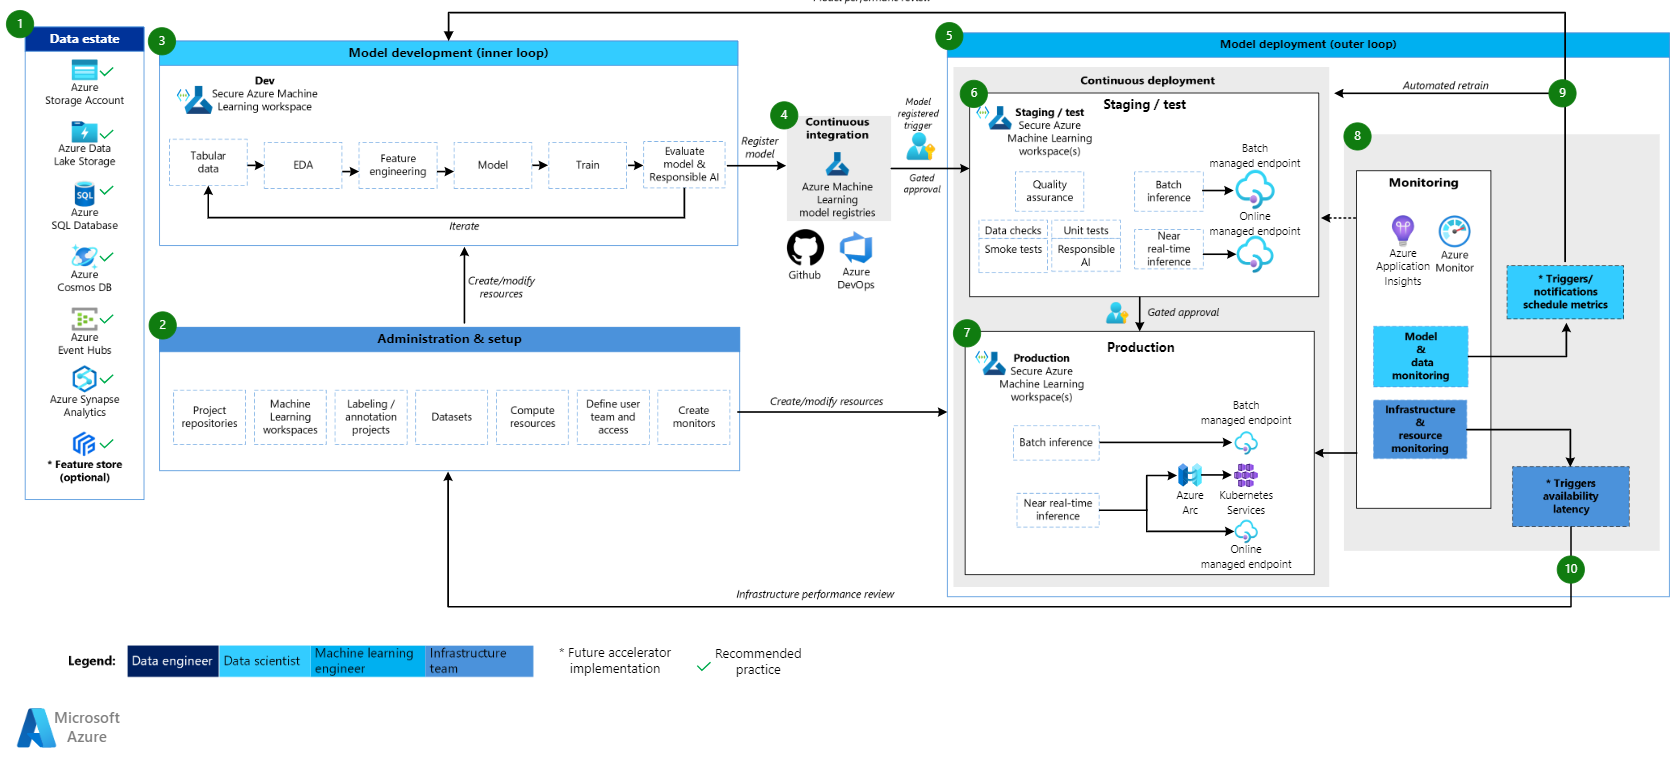 Model performant review
1
Data estate
Azure
Storage Account
Azure Data
Lake Storage
SQL
Azure
SQL Database
Azure
Cosmos DB
Azure
Event Hubs
Azure Synapse
Analytics
* Feature store
(optional)
3
Model development (inner loop)
Dev
Secure Azure Machine
Learning workspace
Tabular
data
EDA
Feature
engineering
Model
Train
Evaluate
model &
Responsible AI
Iterate
Register
model
Create/modify
resources
2
Administration & setup
Project
repositories
Machine
Learning
workspaces
Labeling /
annotation
projects
Datasets
Compute
resources
Define user
team and
access
Create
monitors
Create/modify resources
4
Continuous
integration
Azure Machine
Learning
model registries
Github
Azure
DevOps
Model
registered
trigger
Gated
approval
5
Model deployment (outer loop)
Continuous deployment
6
Staging / test
Staging / test
Secure Azure
Machine Learning
workspace(s)
Quality
assurance
Data checks
Unit tests
Smoke tests
Responsible
AI
Batch
inference
Batch
managed endpoint
Near
real-time
inference
Online
managed endpoint
Gated approval
7
Production
Production
Secure Azure
Machine Learning
workspace(s)
Batch inference
Batch
managed endpoint
Near real-time
inference
Azure
Arc
Kubernetes
Services
Online
managed endpoint
Automated retrain
9
8
Monitoring
Azure
Application
Insights
Azure
Monitor
Model
&
data
monitoring
Infrastructure
&
resource
monitoring
* Triggers/
notifications
schedule metrics
* Triggers
availability
latency
10
Infrastructure performance review
Legend:
Data engineer
Data scientist
Machine learning
engineer
Infrastructure
team
* Future accelerator
implementation
Recommended
practice
Microsoft
Azure